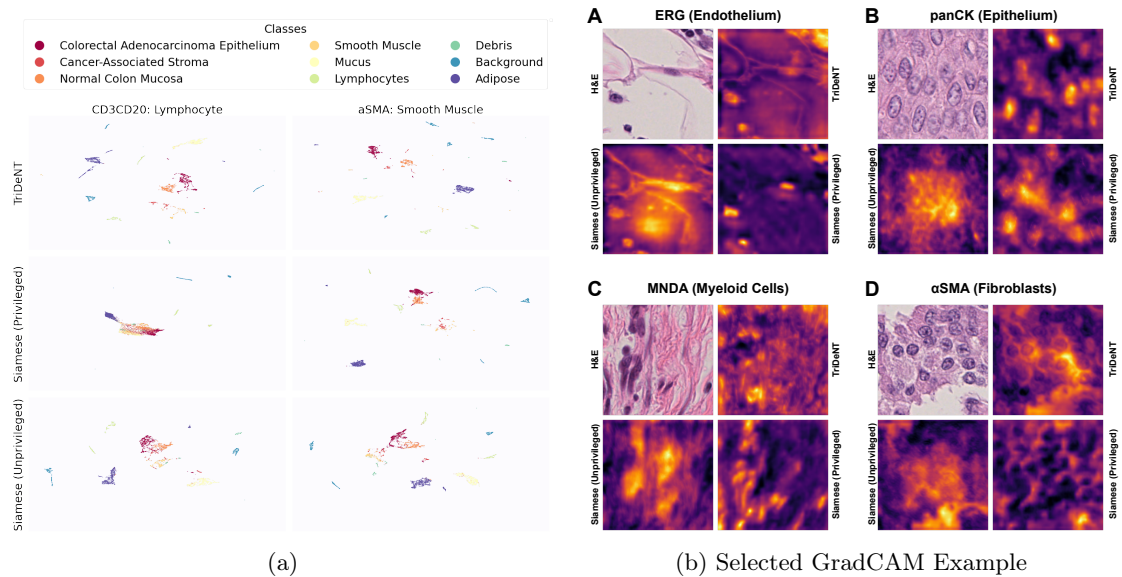 Classes
Colorectal Adenocarcinoma Epithelium
Cancer-Associated Stroma
Normal Colon Mucosa
Smooth Muscle
Mucus
Lymphocytes
Debris
Background
Adipose
CD3CD20: Lymphocyte
aSMA: Smooth Muscle
TriDeNT
Siamese (Privileged)
Siamese (Unprivileged)
(a)
A
ERG (Endothelium)
H&E
TriDeNT
Siamese (Unprivileged)
Siamese (Privileged)
B
panCK (Epithelium)
H&E
TriDeNT
Siamese (Unprivileged)
Siamese (Privileged)
C
MNDA (Myeloid Cells)
H&E
TriDeNT
Siamese (Unprivileged)
Siamese (Privileged)
D
αSMA (Fibroblasts)
H&E
TriDeNT
Siamese (Unprivileged)
Siamese (Privileged)
(b) Selected GradCAM Example